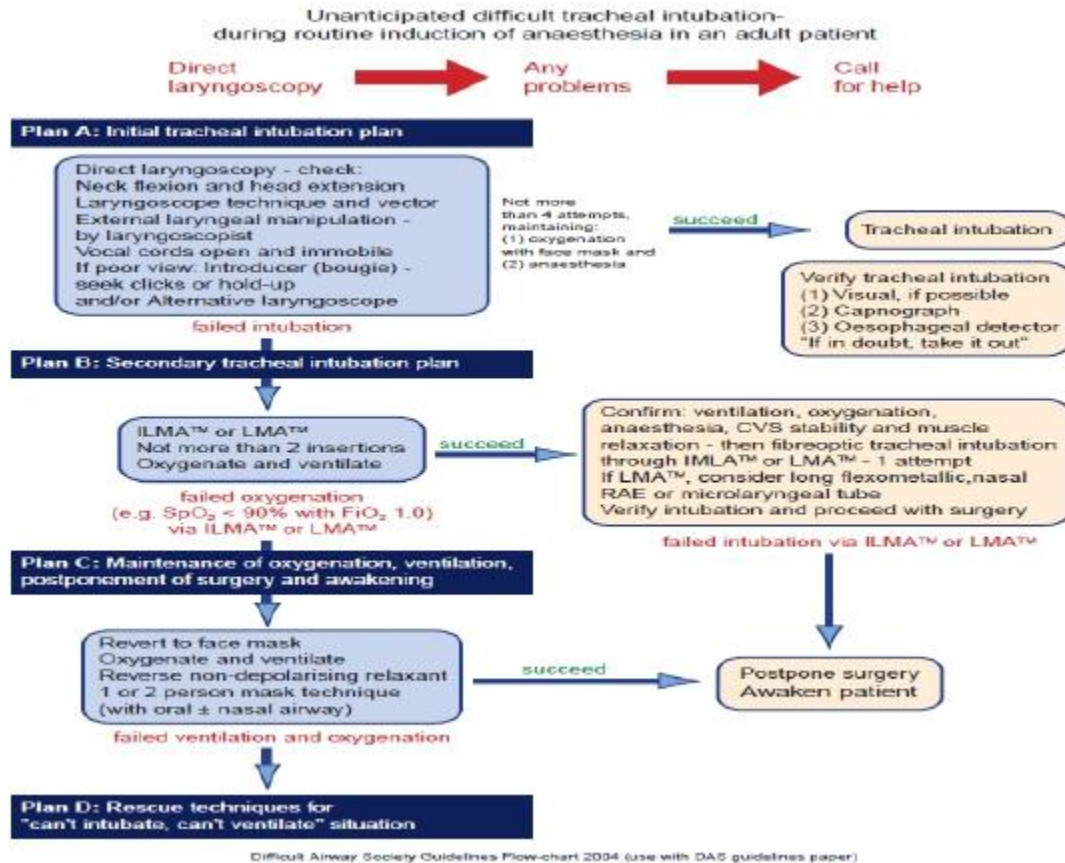 Unanticipated difficult tracheal intubation-
during routine induction of anaesthesia in an adult patient
Direct
laryngoscopy
Any
problems
Call
for help
Plan A: Initial tracheal intubation plan
Direct laryngoscopy - check:
Neck flexion and head extension
Laryngoscope technique and vector
External laryngeal manipulation -
by laryngoscopist
Vocal cords open and immobile
If poor view: Introducer (bougie) -
seek clicks or hold-up
and/or Alternative laryngoscope
Not more
than 4 attempts,
maintaining:
(1) oxygenation
with face mask and
(2) anaesthesia
succeed
Tracheal intubation
Verify tracheal intubation
(1) Visual, if possible
(2) Capnograph
(3) Oesophageal detector
"If in doubt, take it out"
failed intubation
Plan B: Secondary tracheal intubation plan
ILMA™ or LMA™
Not more than 2 insertions
Oxygenate and ventilate
succeed
Confirm: ventilation, oxygenation,
anaesthesia, CVS stability and muscle
relaxation - then fibreoptic tracheal intubation
through IMLA™ or LMA™ - 1 attempt
If LMA™, consider long flexometallic,nasal
RAE or microlaryngeal tube
Verify intubation and proceed with surgery
failed oxygenation
(e.g. SpO₂ < 90% with FiO₂ 1.0)
via ILMA™ or LMA™
failed intubation via ILMA™ or LMA™
Plan C: Maintenance of oxygenation, ventilation,
postponement of surgery and awakening
Revert to face mask
Oxygenate and ventilate
Reverse non-depolarising relaxant
1 or 2 person mask technique
(with oral ± nasal airway)
succeed
Postpone surgery
Awaken patient
failed ventilation and oxygenation
Plan D: Rescue techniques for
"can't intubate, can't ventilate" situation
Difficult Airway Society Guidelines Flow-chart 2004 (use with DAS guidelines paper)